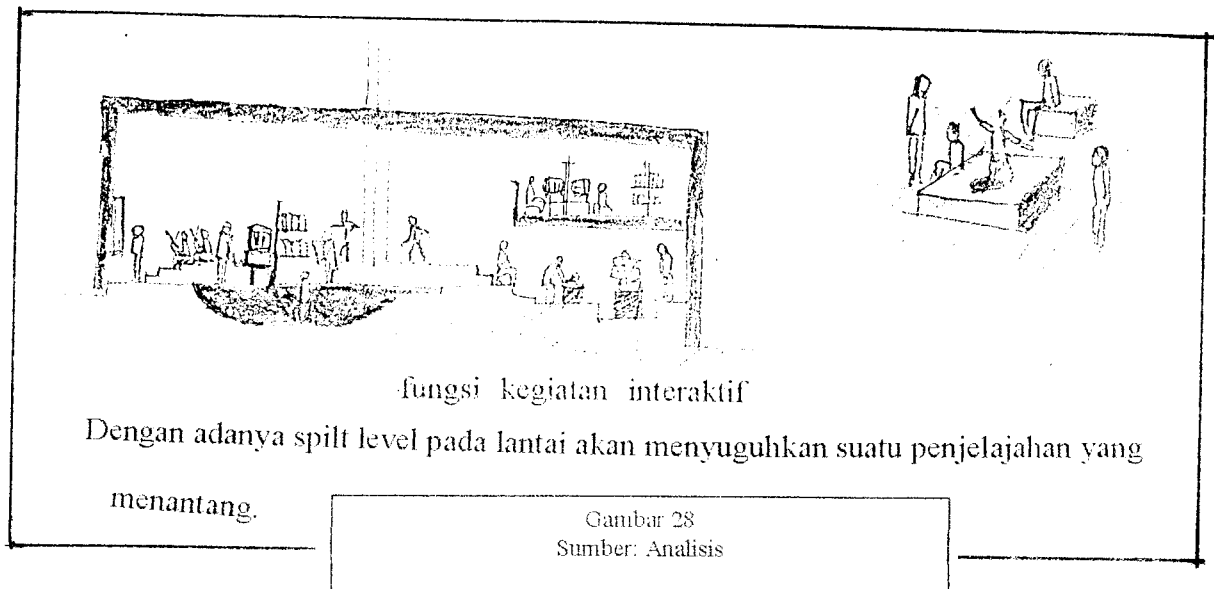 fungsi kegiatan interaktif
Dengan adanya spilt level pada lantai akan menyuguhkan suatu penjelajahan yang
menantang.
Gambar 28
Sumber: Analisis